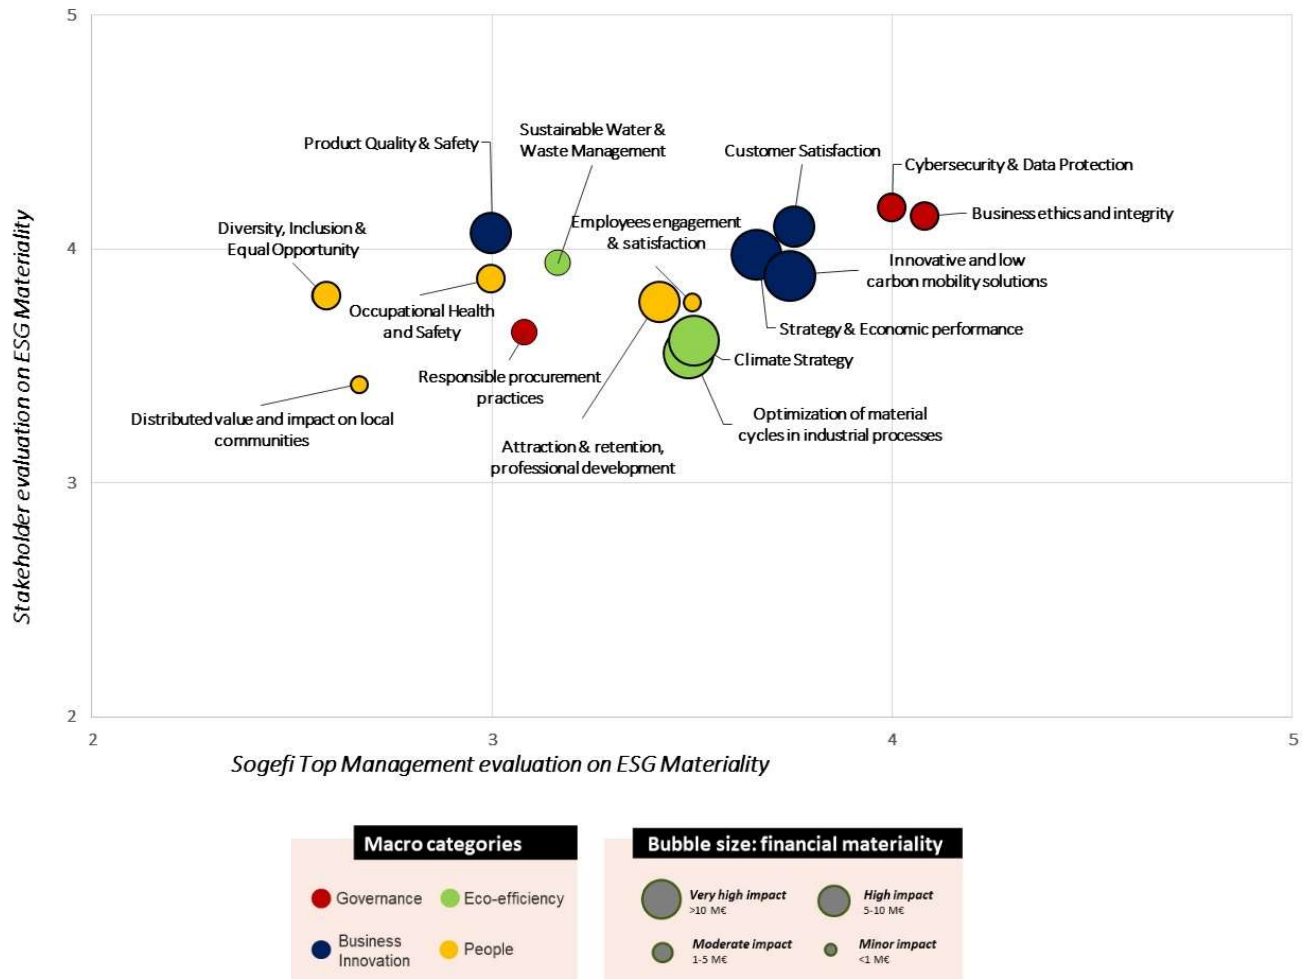 5
Sustainable Water &
Waste Management
Product Quality & Safety
Customer Satisfaction
Cybersecurity & Data Protection
Business ethics and integrity
Employees engagement
& satisfaction
Diversity, Inclusion &
Equal Opportunity
4
Innovative and low
carbon mobility solutions
Occupational Health
and Safety
Strategy & Economic performance
Climate Strategy
Responsible procurement
practices
Distributed value and impact on local
communities
Optimization of material
cycles in industrial processes
Attraction & retention,
professional development
3
2
Stakeholder evaluation on ESG Materiality
2 3 4 5
Sogefi Top Management evaluation on ESG Materiality
Macro categories
Governance
Eco-efficiency
Business
Innovation
People
Bubble size: financial materiality
Very high impact
>10 M€
High impact
5-10 M€
Moderate impact
1-5 M€
Minor impact
<1 M€